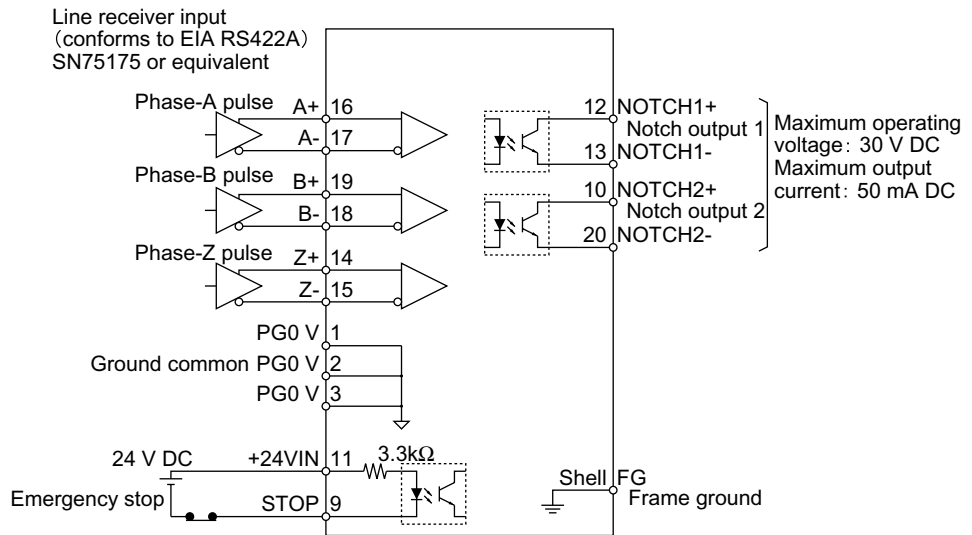 Line receiver input
(conforms to EIA RS422A)
SN75175 or equivalent
Phase-A pulse
A+ 16
A- 17
Phase-B pulse
B+ 19
B- 18
Phase-Z pulse
Z+ 14
Z- 15
PG0 V 1
Ground common PG0 V 2
PG0 V 3
24 V DC
+24VIN 11
3.3kΩ
Emergency stop
STOP 9
12 NOTCH1+
Notch output 1
13 NOTCH1-
10 NOTCH2+
Notch output 2
20 NOTCH2-
Maximum operating
voltage: 30 V DC
Maximum output
current: 50 mA DC
Shell FG
Frame ground